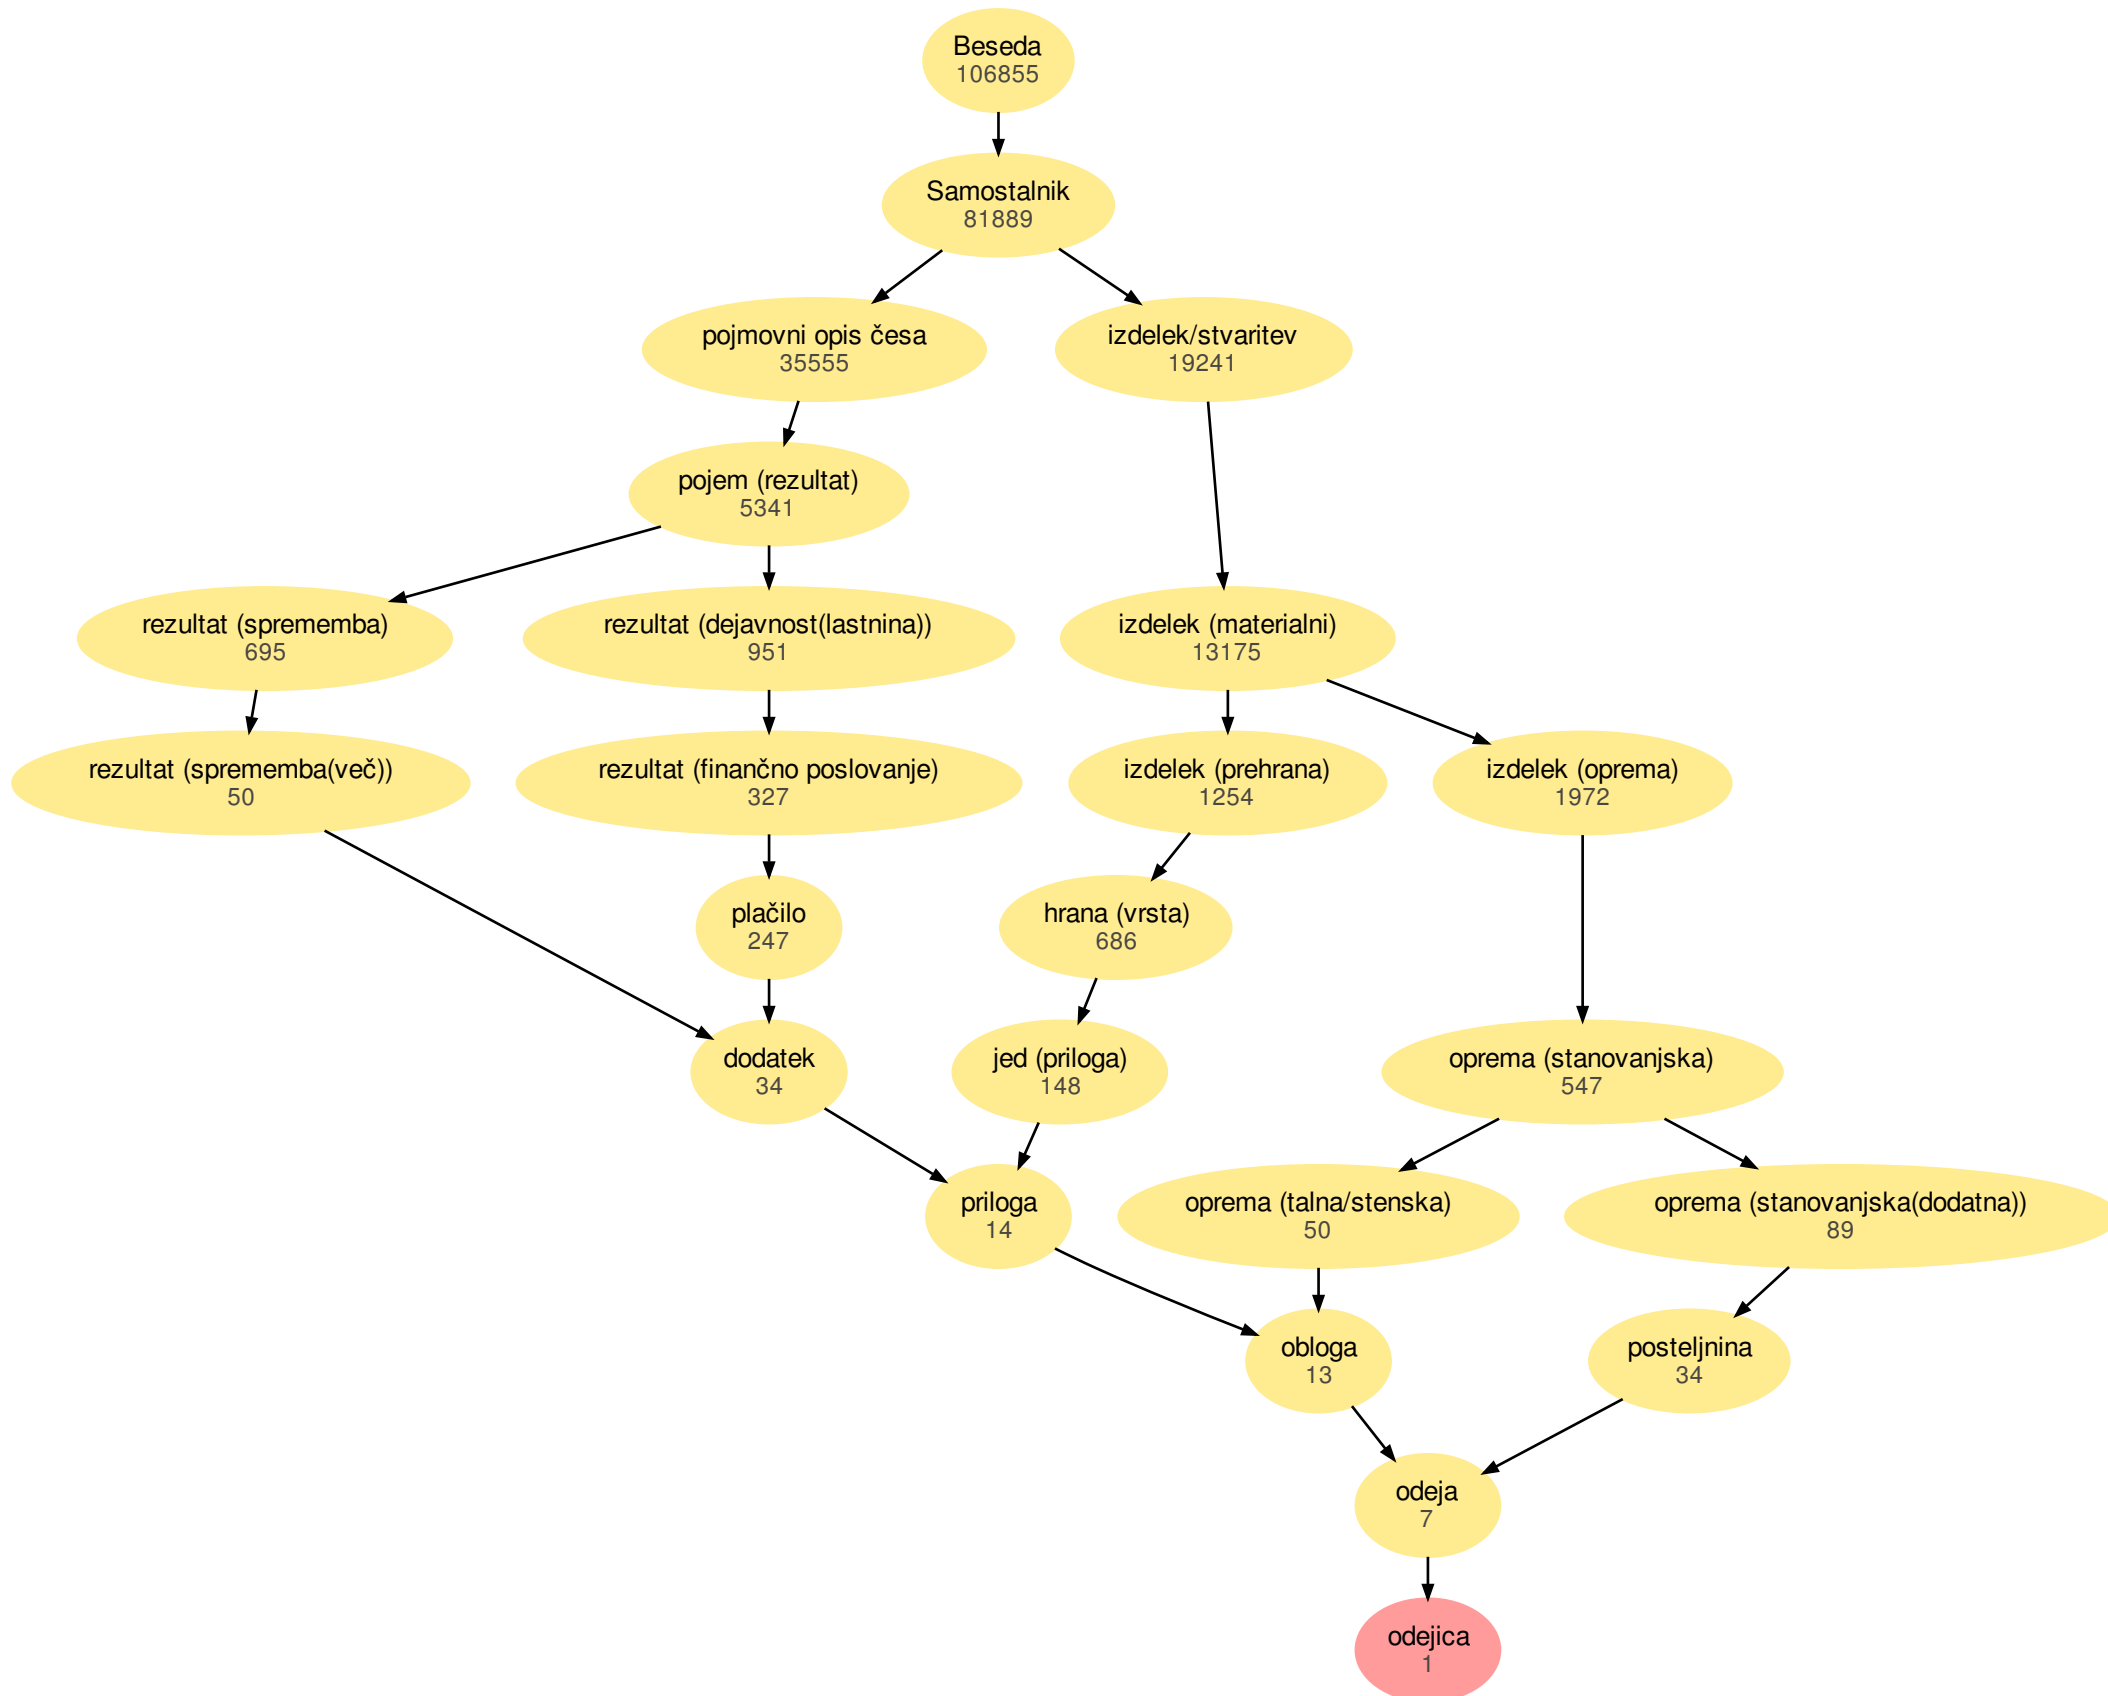 Beseda
106855
Samostalnik
81889
pojmovni opis česa
35555
izdelek/stvaritev
19241
pojem (rezultat)
5341
rezultat (sprememba)
695
rezultat (dejavnost(lastnina))
951
izdelek (materialni)
13175
rezultat (sprememba(več))
50
rezultat (finančno poslovanje)
327
izdelek (prehrana)
1254
izdelek (oprema)
1972
plačilo
247
hrana (vrsta)
686
dodatek
34
jed (priloga)
148
oprema (stanovanjska)
547
priloga
14
oprema (talna/stenska)
50
oprema (stanovanjska(dodatna))
89
obloga
13
posteljnina
34
odeja
7
odejica
1